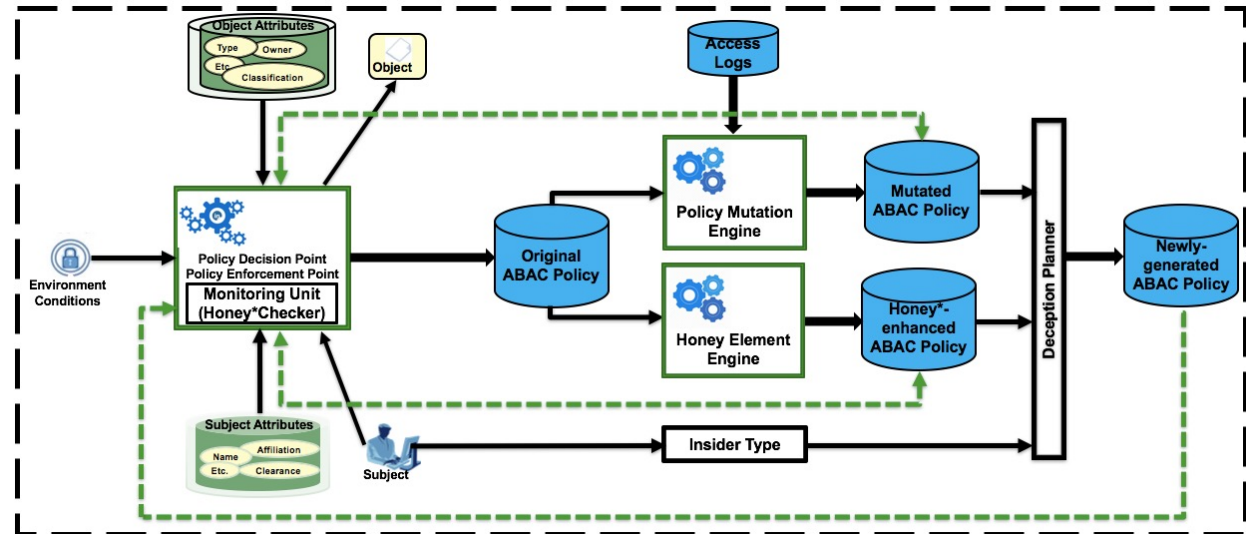 Object Attributes
Type
Owner
Etc.
Classification
Object
Access
Logs
Environment
Conditions
Policy Decision Point
Policy Enforcement Point
Monitoring Unit
(Honey*Checker)
Original
ABAC Policy
Policy Mutation
Engine
Mutated
ABAC Policy
Honey Element
Engine
Honey*-
enhanced
ABAC Policy
Deception Planner
Newly-
generated
ABAC Policy
Subject Attributes
Name
Affiliation
Etc.
Clearance
Subject
Insider Type